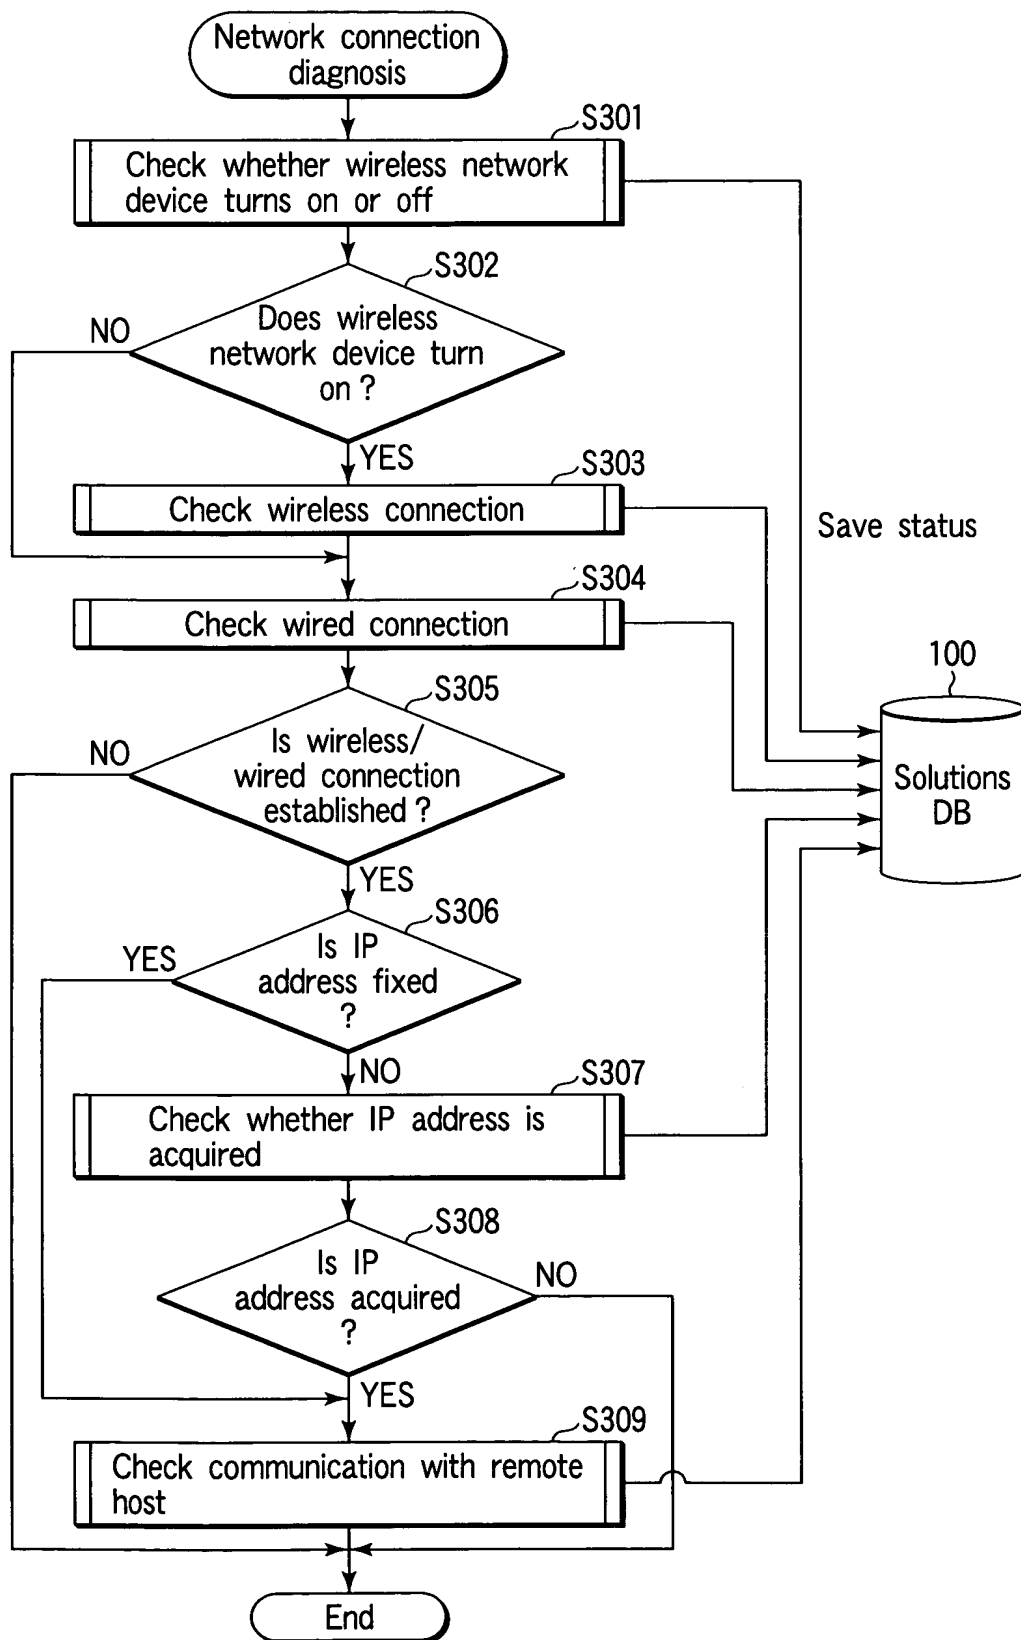 Network connection
diagnosis
S301
Check whether wireless network
device turns on or off
S302
Does wireless
network device turn
on ?
NO
YES
S303
Check wireless connection
Save status
S304
Check wired connection
100
Solutions
DB
S305
Is wireless/
wired connection
established ?
NO
YES
S306
Is IP
address fixed
?
YES
NO
S307
Check whether IP address is
acquired
S308
Is IP
address acquired
?
NO
YES
S309
Check communication with remote
host
End